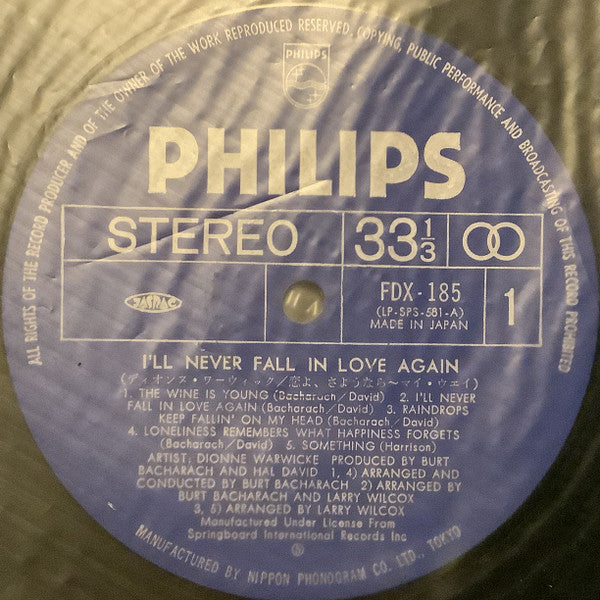 ALL RIGHTS OF THE RECORD PRODUCER AND OF THE OWNER OF THE WORK REPRODUCED RESERVED. COPYING, PUBLIC PERFORMANCE AND BROADCASTING OF THIS RECORD PROHIBITED
PHILIPS
PHILIPS
STEREO 33 1/3
JASRAC
FDX - 185
(LP-SPS-581-A)
MADE IN JAPAN
1
I'LL NEVER FALL IN LOVE AGAIN
(ディオンヌ・ワーウィック/恋よ、さようなら〜マイ・ウエイ)
1. THE WINE IS YOUNG (Bacharach/David) 2. I'LL NEVER
FALL IN LOVE AGAIN (Bacharach/David) 3. RAINDROPS
KEEP FALLIN' ON MY HEAD (Bacharach/David)
4. LONELINESS REMEMBERS WHAT HAPPINESS FORGETS
(Bacharach/David) 5. SOMETHING (Harrison)
ARTIST; DIONNE WARWICKE PRODUCED BY BURT
BACHARACH AND HAL DAVID 1, 4) ARRANGED AND
CONDUCTED BY BURT BACHARACH 2) ARRANGED BY
BURT BACHARACH AND LARRY WILCOX
3, 5) ARRANGED BY LARRY WILCOX
Manufactured Under License From
Springboard International Records Inc
MANUFACTURED BY NIPPON PHONOGRAM CO. LTD., TOKYO